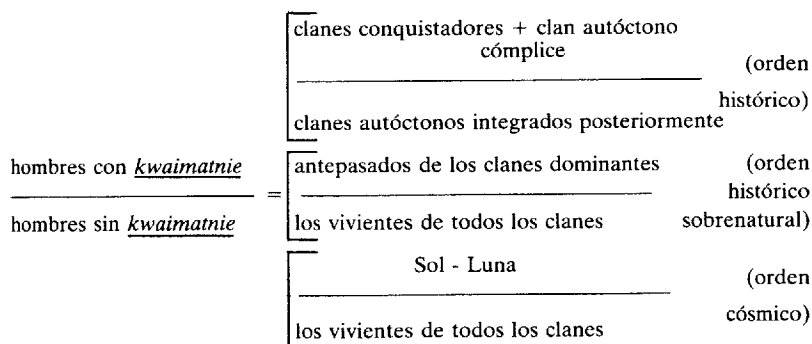 clanes conquistadores + clan autóctono
cómplice
(orden
histórico)
clanes autóctonos integrados posteriormente
hombres con kwaimatnie
=
hombres sin kwaimatnie
antepasados de los clanes dominantes
(orden
histórico
los vivientes de todos los clanes
sobrenatural)
Sol - Luna
(orden
cósmico)
los vivientes de todos los clanes